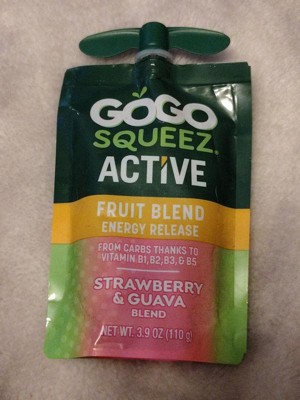 GOGO
SQUEEZ.
ACTIVE
FRUIT BLEND
ENERGY RELEASE
FROM CARBS THANKS TO
VITAMIN B1,B2,B3,& B5
STRAWBERRY
& GUAVA
BLEND
NET WT. 3.9 OZ (110 g)